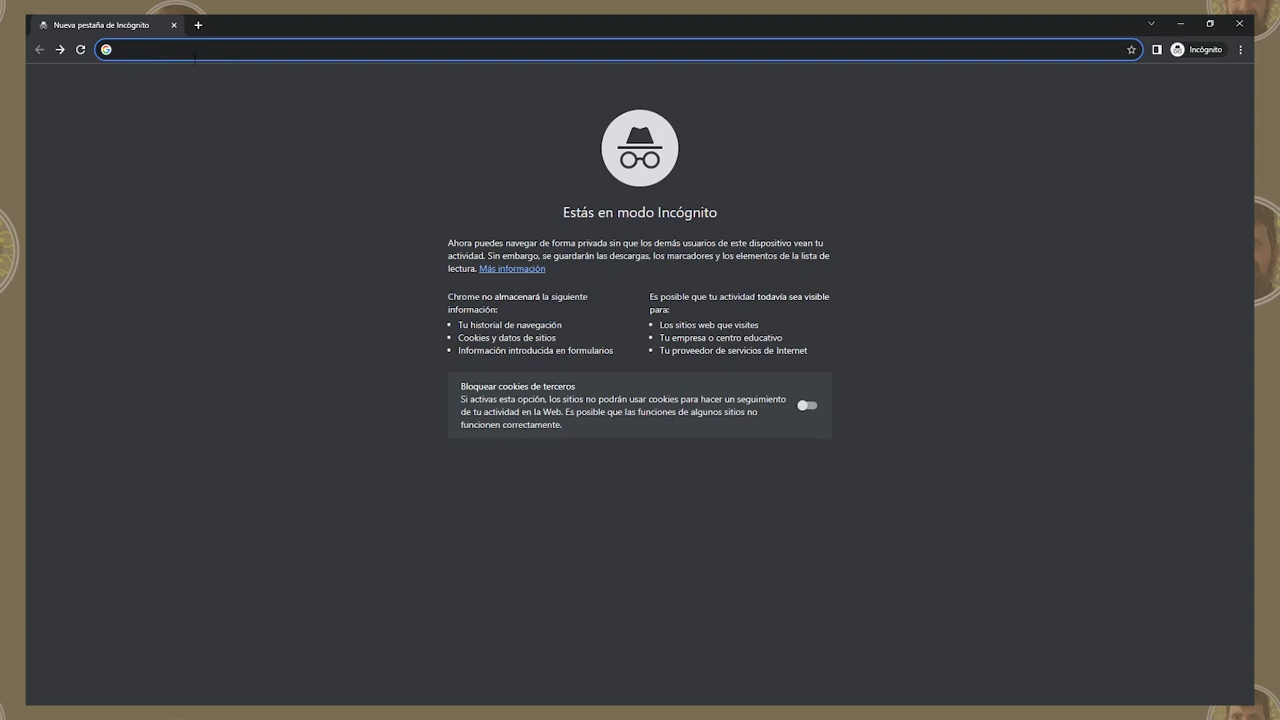 Nueva pestaña de Incógnito
Incógnito
Estás en modo Incógnito
Ahora puedes navegar de forma privada sin que los demás usuarios de este dispositivo vean tu
actividad. Sin embargo, se guardarán las descargas, los marcadores y los elementos de la lista de
lectura. Más información
Chrome no almacenará la siguiente
información:
Tu historial de navegación
Cookies y datos de sitios
Información introducida en formularios
Es posible que tu actividad todavía sea visible
para:
Los sitios web que visites
Tu empresa o centro educativo
Tu proveedor de servicios de Internet
Bloquear cookies de terceros
Si activas esta opción, los sitios no podrán usar cookies para hacer un seguimiento
de tu actividad en la Web. Es posible que las funciones de algunos sitios no
funcionen correctamente.